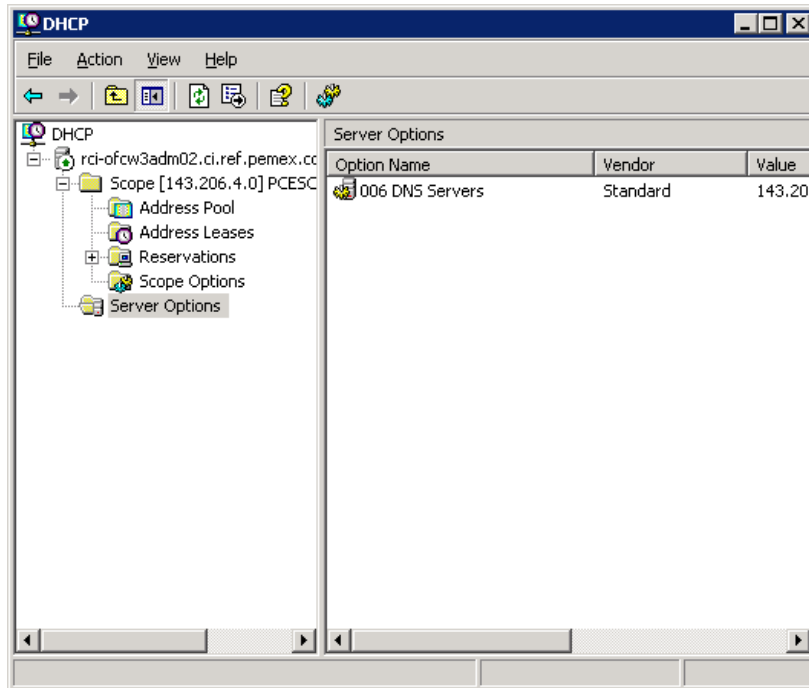 DHCP
File Action View Help
DHCP
rci-ofcw3adm02.ci.ref.pemex.cc
Scope [143.206.4.0] PCESC
Address Pool
Address Leases
Reservations
Scope Options
Server Options
Server Options
Option Name Vendor Value
006 DNS Servers Standard 143.20